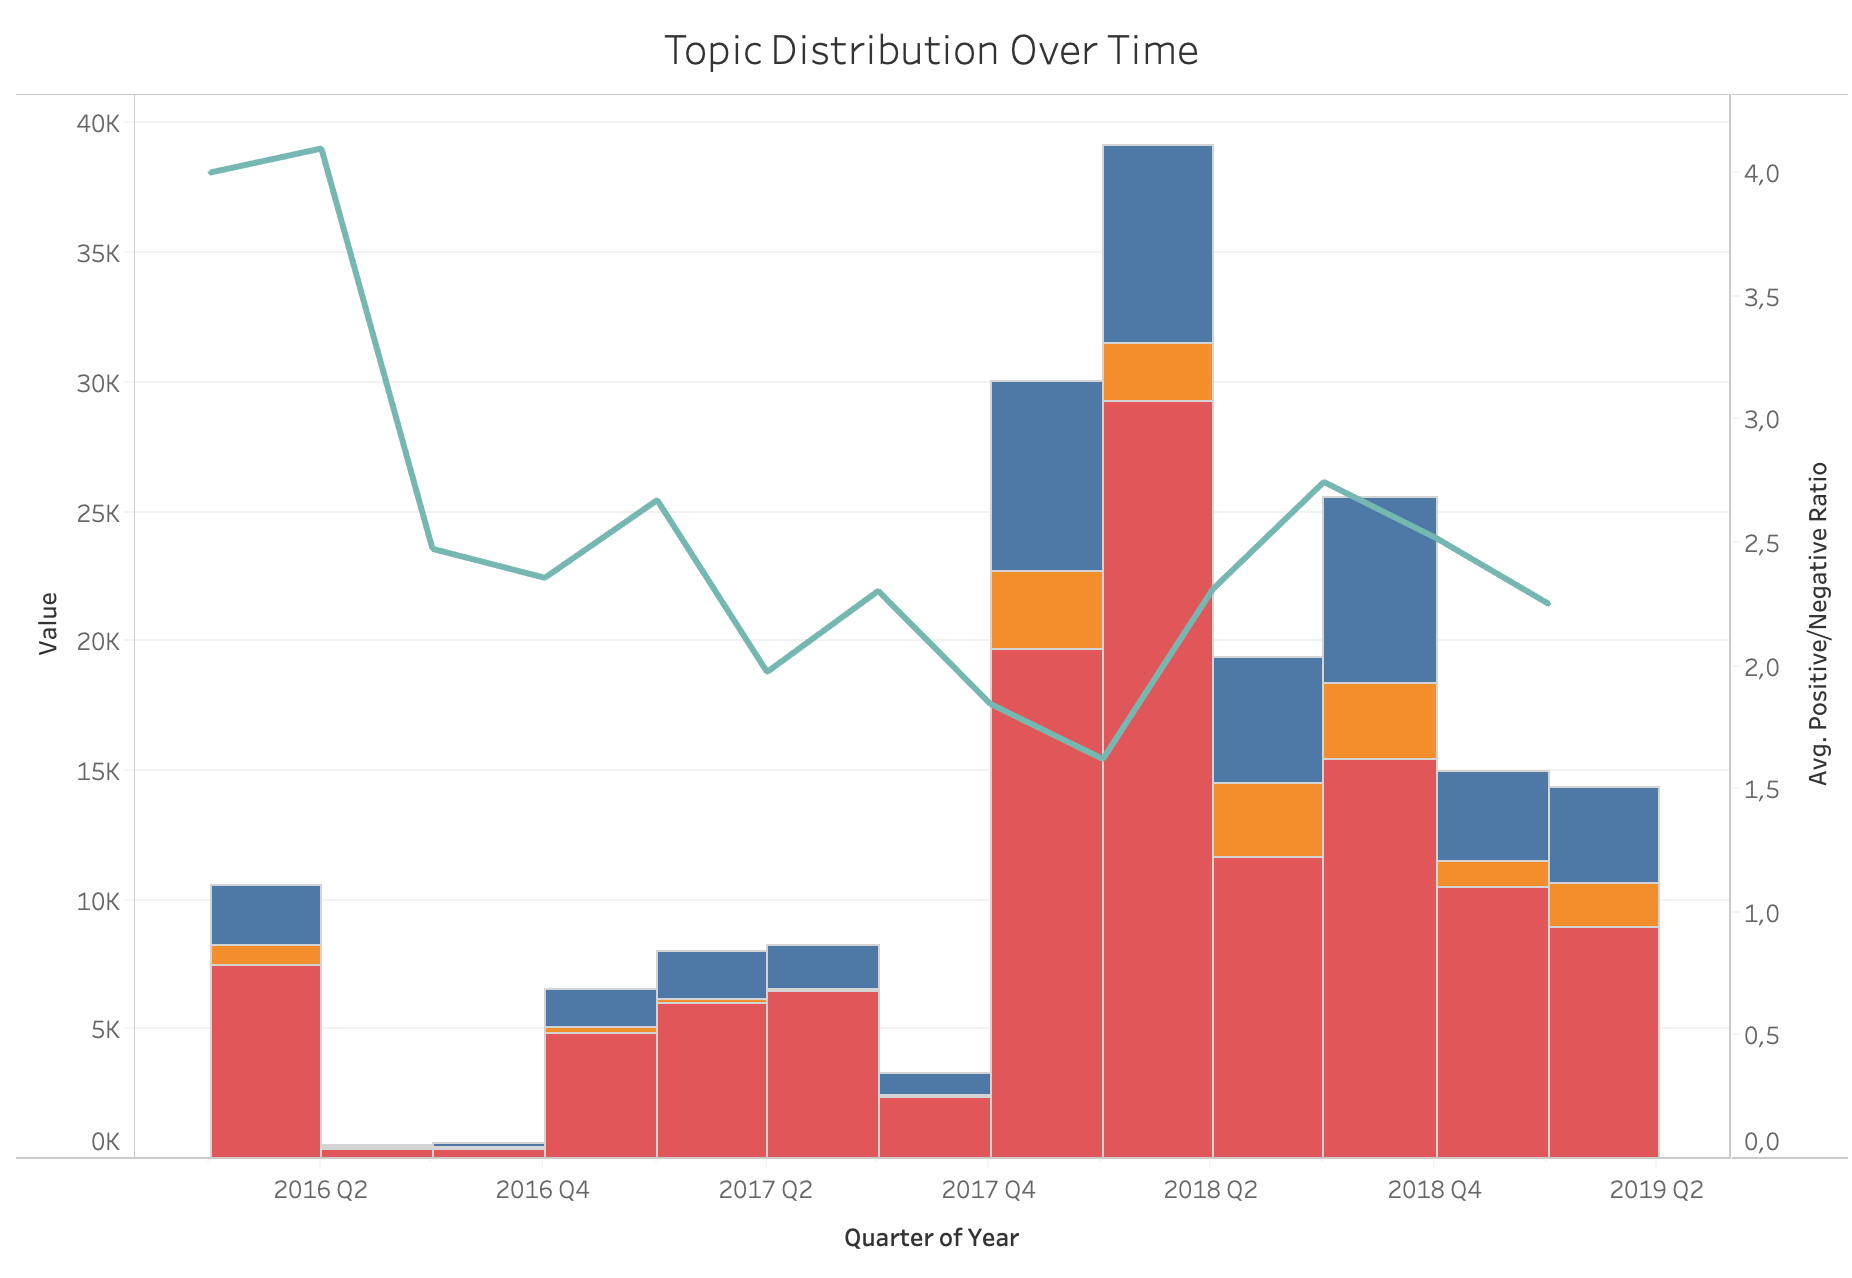 Topic Distribution Over Time
40K
35K
30K
25K
20K
15K
10K
5K
0K
Value
4,0
3,5
3,0
2,5
2,0
1,5
1,0
0,5
0,0
Avg. Positive/Negative Ratio
2016 Q2
2016 Q4
2017 Q2
2017 Q4
2018 Q2
2018 Q4
2019 Q2
Quarter of Year